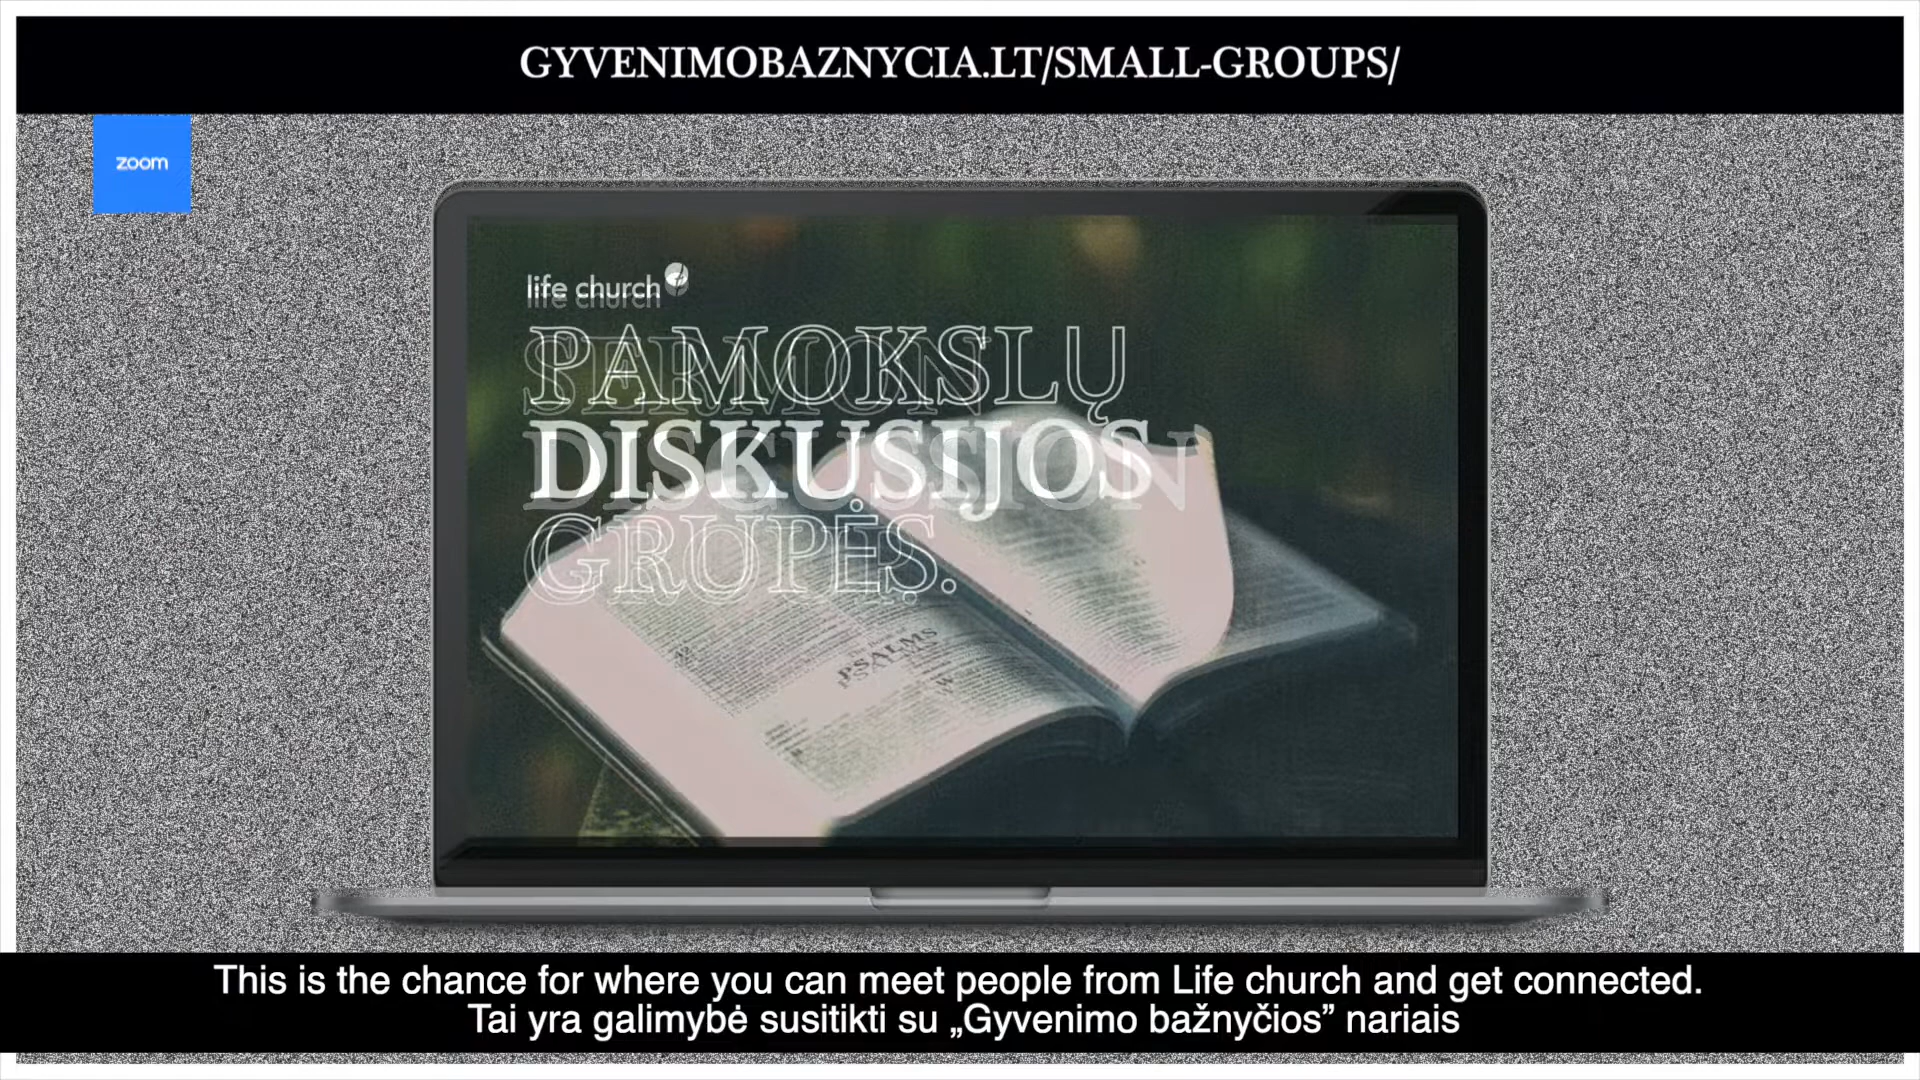 GYVENIMOBAZNYCIA.LT/SMALL-GROUPS/
zoom
life church
PAMOKSLŲ
DISKUSIJOS
GRUPĖS.
PSALMS
This is the chance for where you can meet people from Life church and get connected.
Tai yra galimybė susitikti su „Gyvenimo bažnyčios” nariais